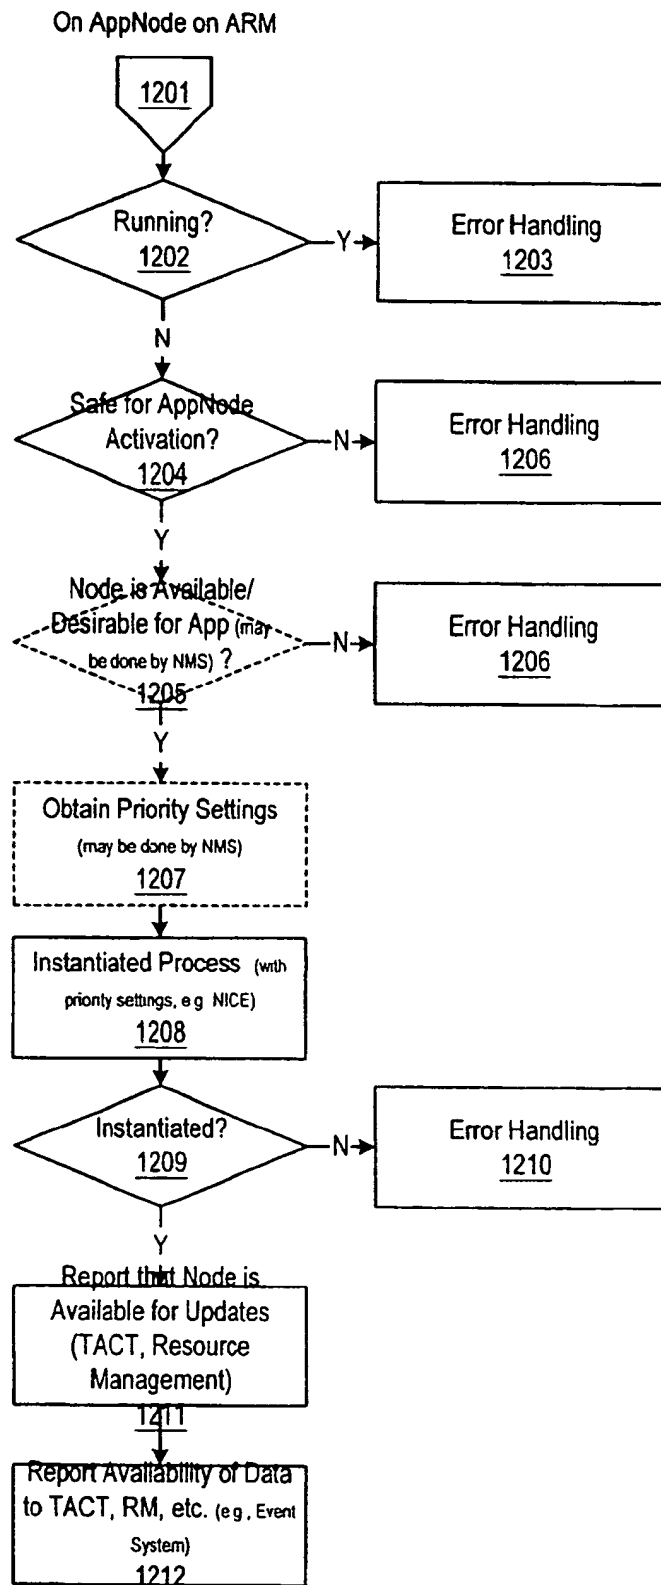 On AppNode on ARM
1201
Running?
1202
Y
Error Handling
1203
N
Safe for AppNode
Activation?
1204
N
Error Handling
1206
Y
Node is Available/
Desirable for App (may
be done by NMS) ?
1205
N
Error Handling
1206
Y
Obtain Priority Settings
(may be done by NMS)
1207
Instantiated Process (with
priority settings, e g NICE)
1208
Instantiated?
1209
N
Error Handling
1210
Y
Report that Node is
Available for Updates
(TACT, Resource
Management)
1211
Report Availability of Data
to TACT, RM, etc. (e g, Event
System)
1212